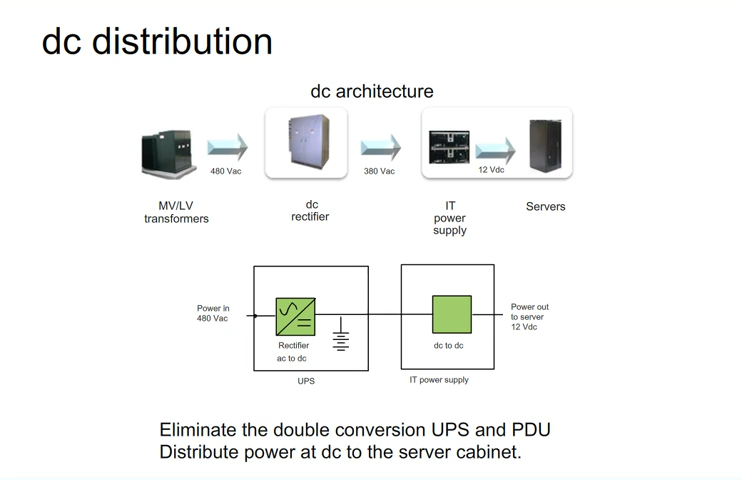 dc distribution
dc architecture
480 Vac
380 Vac
12 Vdc
MV/LV
transformers
dc
rectifier
IT
power
supply
Servers
Power in
480 Vac
Rectifier
ac to dc
UPS
dc to dc
IT power supply
Power out
to server
12 Vdc
Eliminate the double conversion UPS and PDU
Distribute power at dc to the server cabinet.